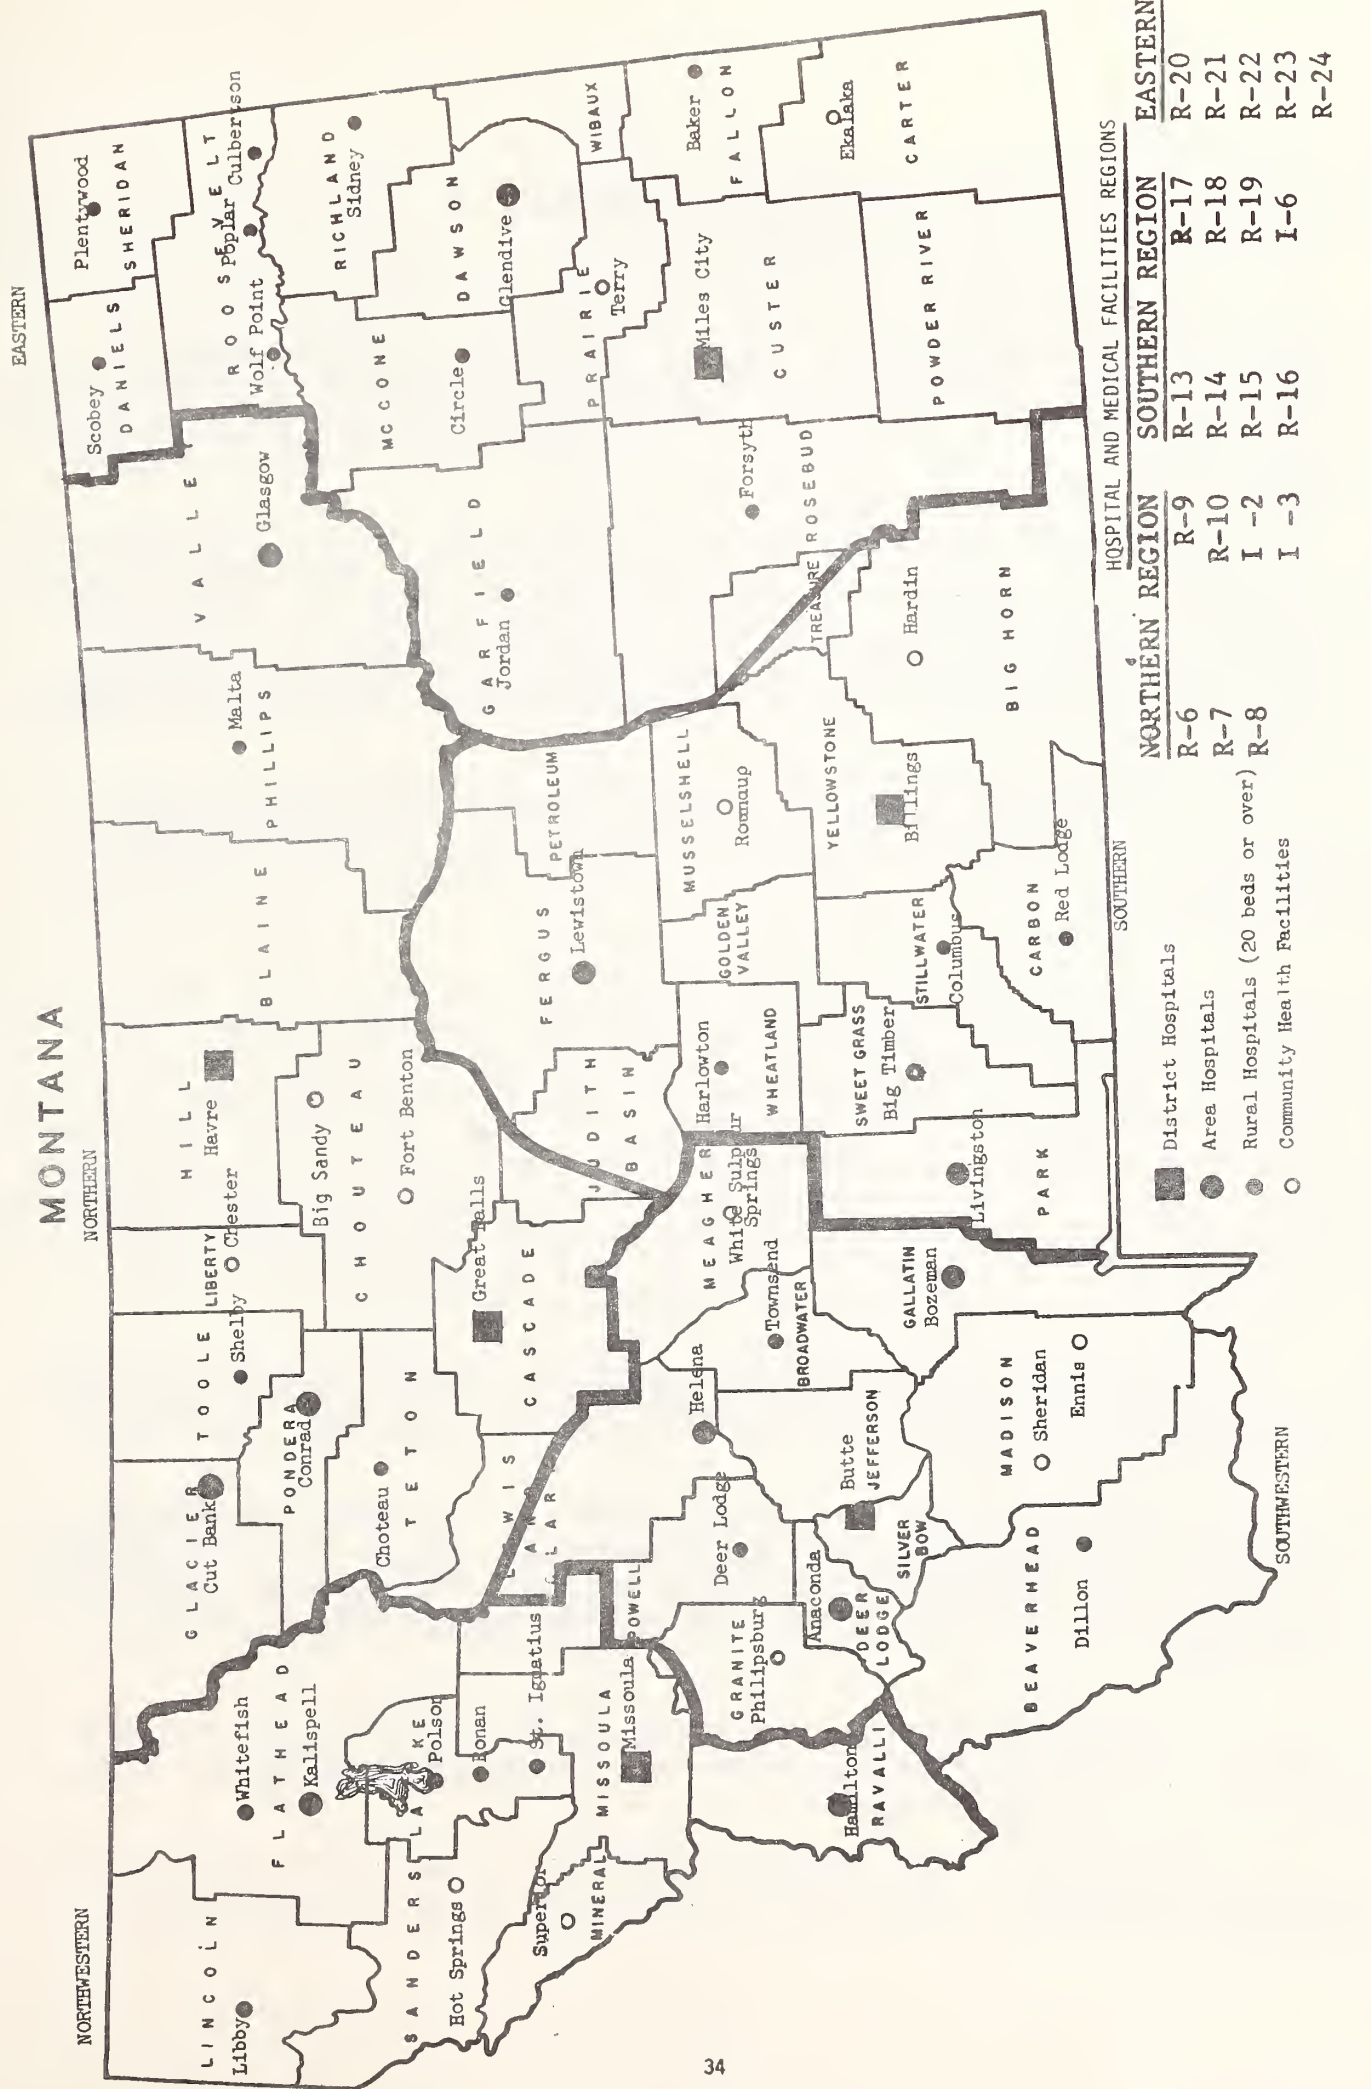 MONTANA
NORTHWESTERN
NORTHERN
EASTERN
LINCOLN
Libby
FLATHEAD
Whitefish
Kalispell
SANDERS
Hot Springs
LAKE
Polson
Ronan
St. Ignatius
Superior
MINERAL
MISSOULA
Missoula
Hamilton
RAVALLI
GLACIER
Cut Bank
TOOLE
Shelby
PONDERA
Conrad
Choteau
TETON
LIBERTY
Chester
HILL
Havre
Big Sandy
CHOUTEAU
Fort Benton
Great Falls
CASCADE
BLAINE
PHILLIPS
Malta
VALLE
Glasgow
Scobey
DANIELS
Plentywood
SHERIDAN
ROOSEVELT
Wolf Point
Poplar
Culbertson
RICHLAND
Sidney
MCCONE
Circle
DAWSON
Glendive
WIBAUX
PRAIRIE
Terry
GARFIELD
Jordan
ROSEBUD
Forsyth
CUSTER
Miles City
FALLON
Baker
CARTER
Ekalaka
POWDER RIVER
TREASURE
BIG HORN
Hardin
YELLOWSTONE
Billings
MUSSELSHELL
Roundup
PETROLEUM
FERGUS
Lewistown
JUDITH
BASIN
GOLDEN
VALLEY
WHEATLAND
Harlowton
SWEET GRASS
Big Timber
STILLWATER
Columbus
CARBON
Red Lodge
PARK
Livingston
MEAGHER
White Sulphur
Springs
BROADWATER
Townsend
GALLATIN
Bozeman
Helena
POWELL
Deer Lodge
GRANITE
Philipsburg
Anaconda
DEER
LODGE
SILVER
BOW
Butte
JEFFERSON
MADISON
Sheridan
Ennis
BEAVERHEAD
Dillon
SOUTHWESTERN
SOUTHERN
District Hospitals
Area Hospitals
Rural Hospitals (20 beds or over)
Community Health Facilities
HOSPITAL AND MEDICAL FACILITIES REGIONS
NORTHERN REGION SOUTHERN REGION EASTERN
R-6 R-9 R-13 R-17 R-20
R-7 R-10 R-14 R-18 R-21
R-8 I -2 R-15 R-19 R-22
I -3 R-16 I-6 R-23
R-24
34